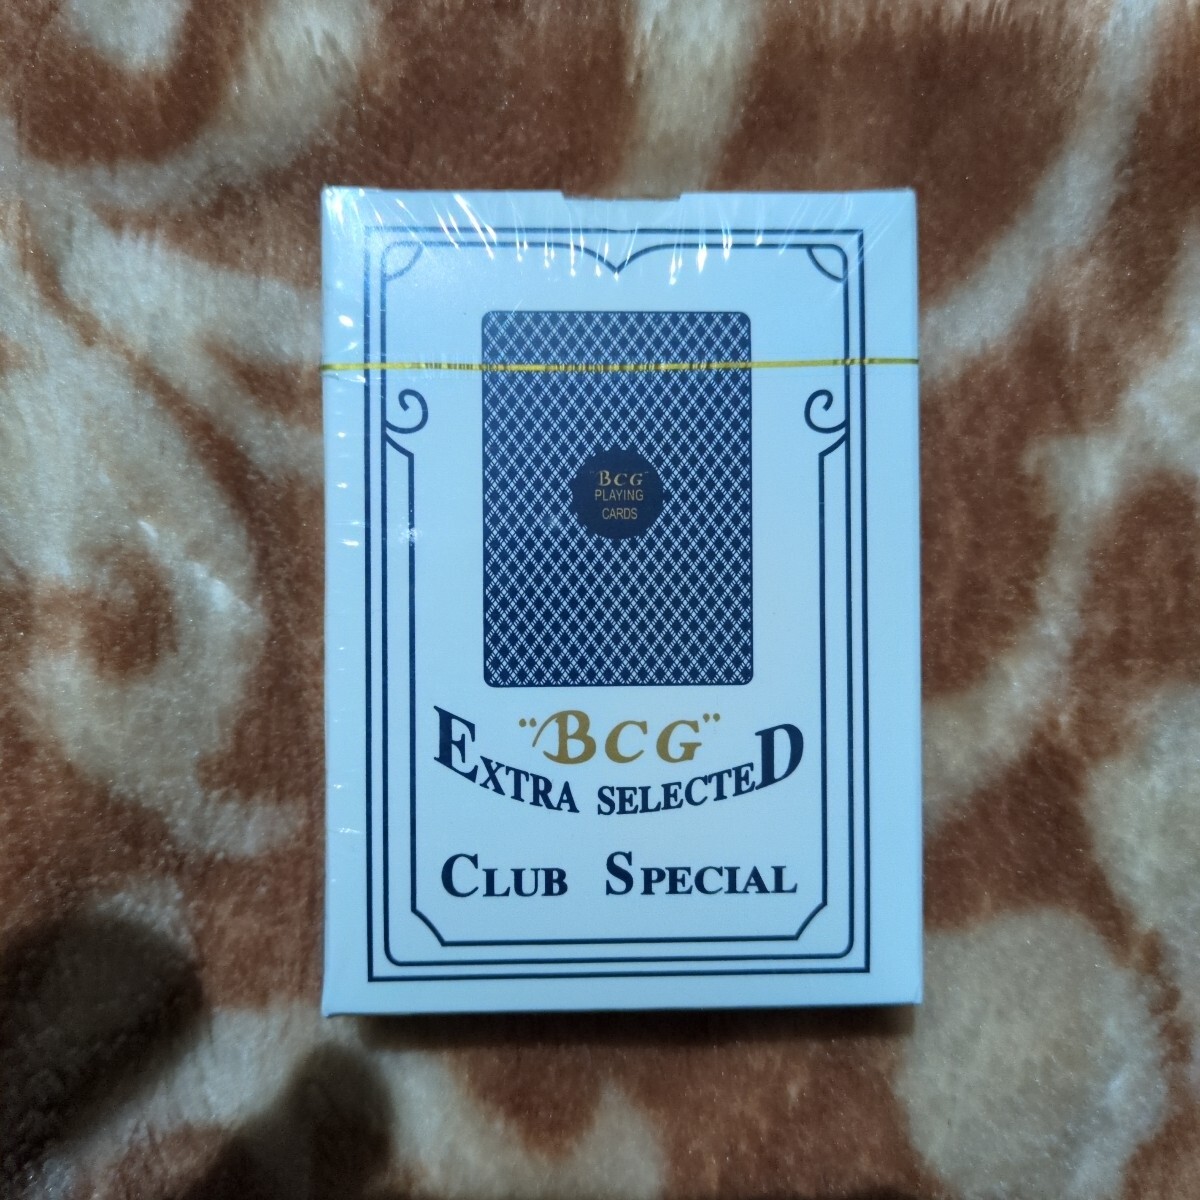 "BCG"
PLAYING
CARDS
"BCG"
EXTRA SELECTED
CLUB SPECIAL